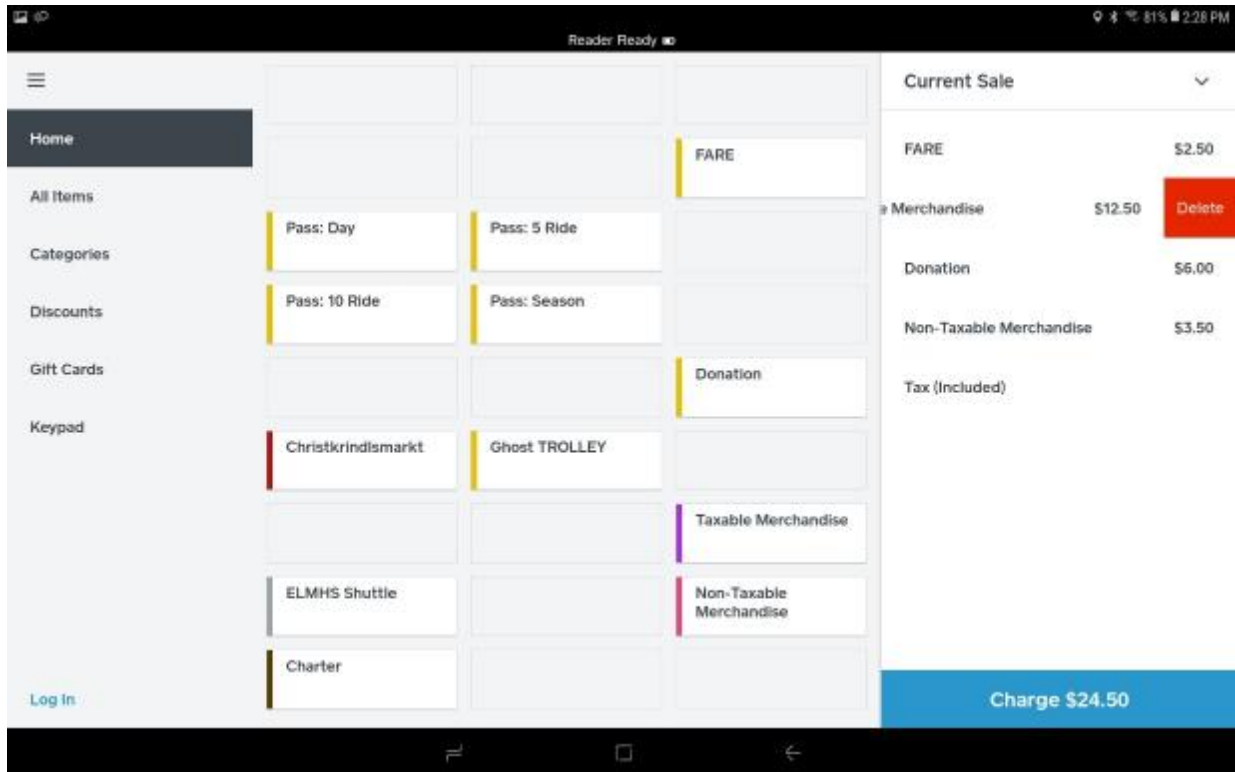 81% 2:28 PM
Reader Ready
Home
All Items
Categories
Discounts
Gift Cards
Keypad
Log In
FARE
Pass: Day
Pass: 5 Ride
Pass: 10 Ride
Pass: Season
Donation
Christkrindlsmarkt
Ghost TROLLEY
Taxable Merchandise
ELMHS Shuttle
Non-Taxable
Merchandise
Charter
Current Sale
FARE $2.50
e Merchandise $12.50 Delete
Donation $6.00
Non-Taxable Merchandise $3.50
Tax (Included)
Charge $24.50